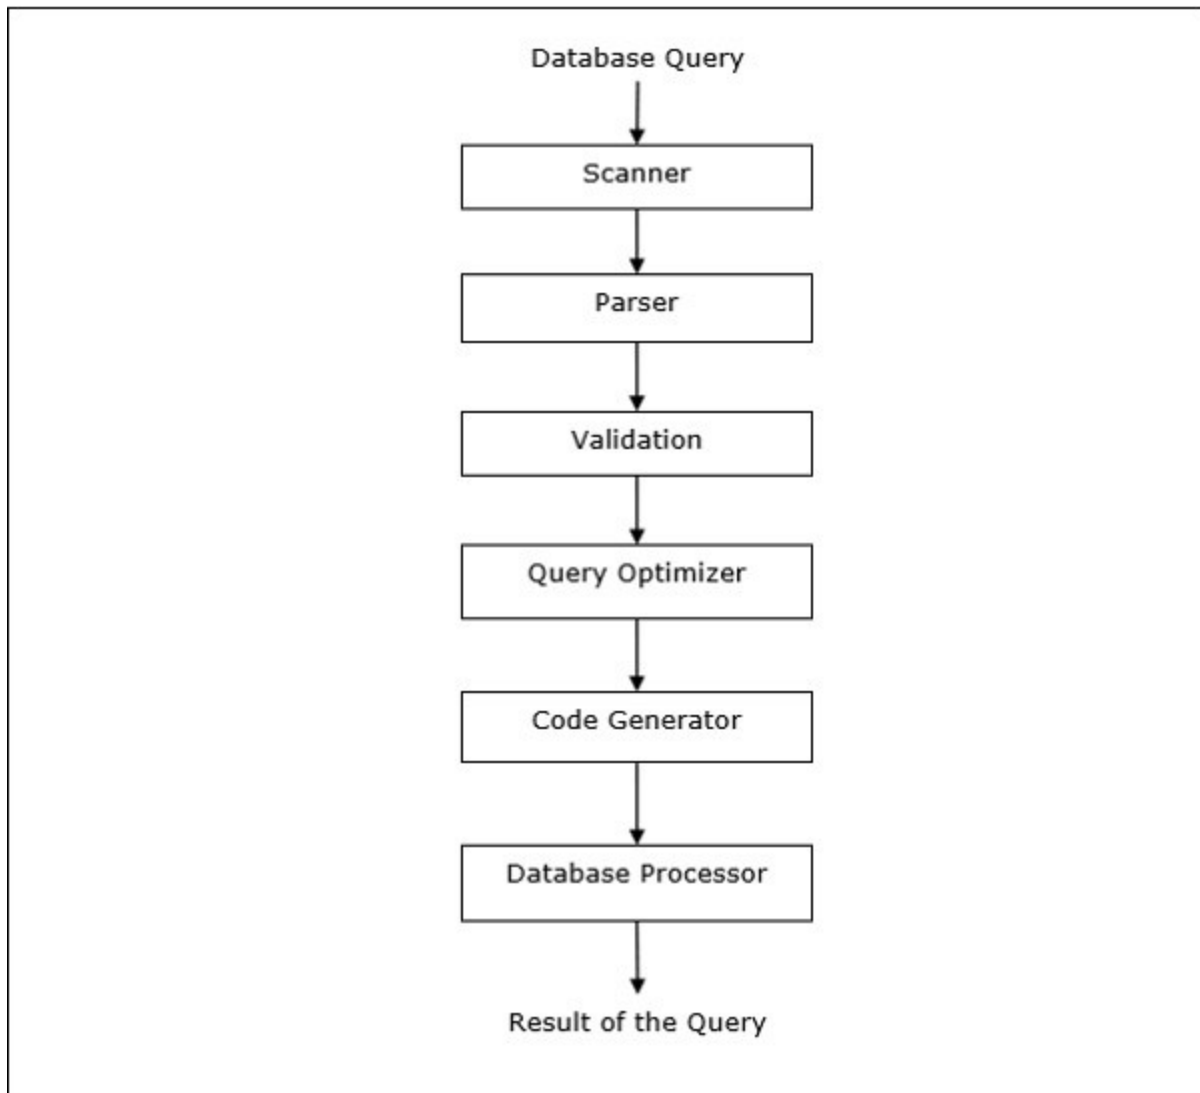 Database Query
Scanner
Parser
Validation
Query Optimizer
Code Generator
Database Processor
Result of the Query